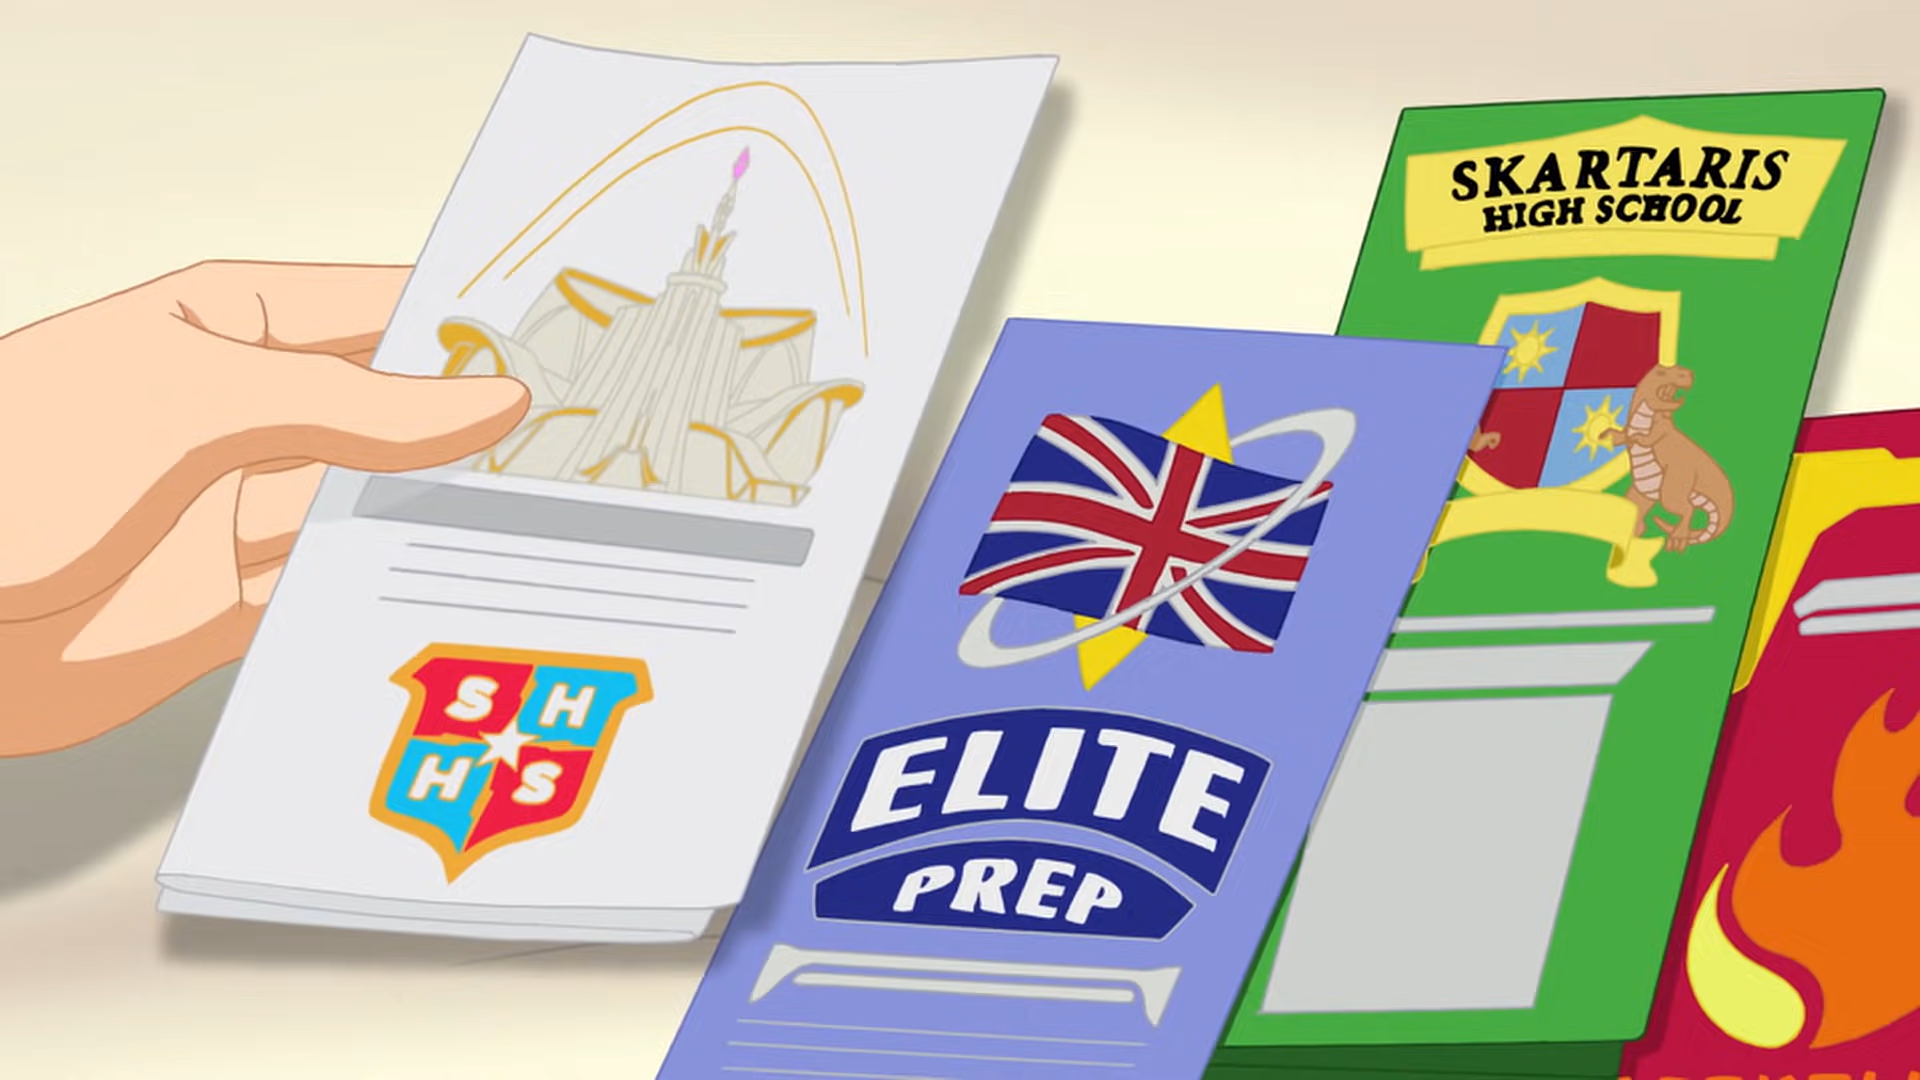 S H
H S
ELITE
PREP
SKARTARIS
HIGH SCHOOL